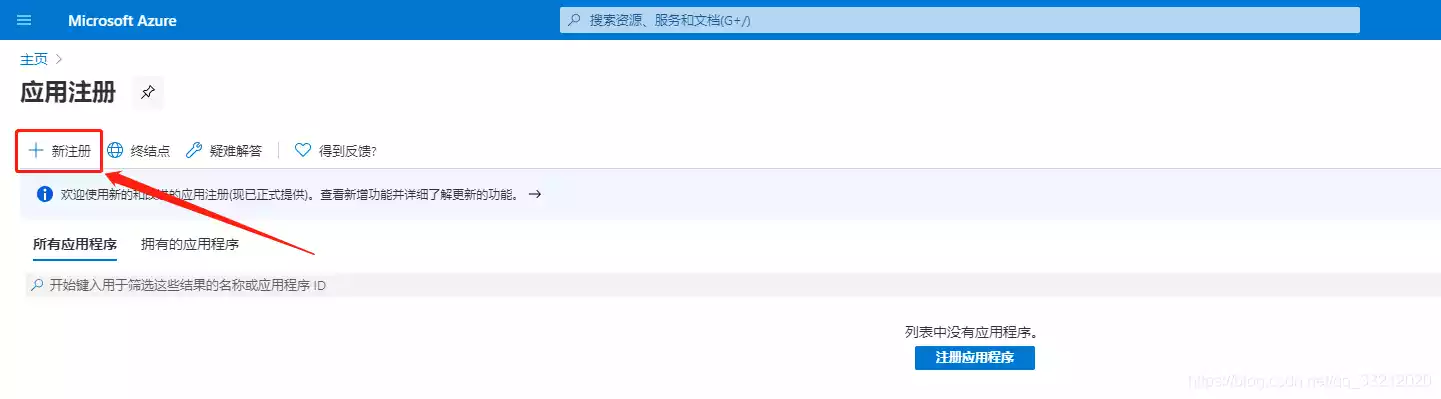 Microsoft Azure
搜索资源、服务和文档(G+/)
主页
应用注册
新注册 终结点 疑难解答 得到反馈?
欢迎使用新的和改进的应用注册(现已正式提供)。查看新增功能并详细了解更新的功能。 →
所有应用程序 拥有的应用程序
开始键入用于筛选这些结果的名称或应用程序 ID
列表中没有应用程序。
注册应用程序